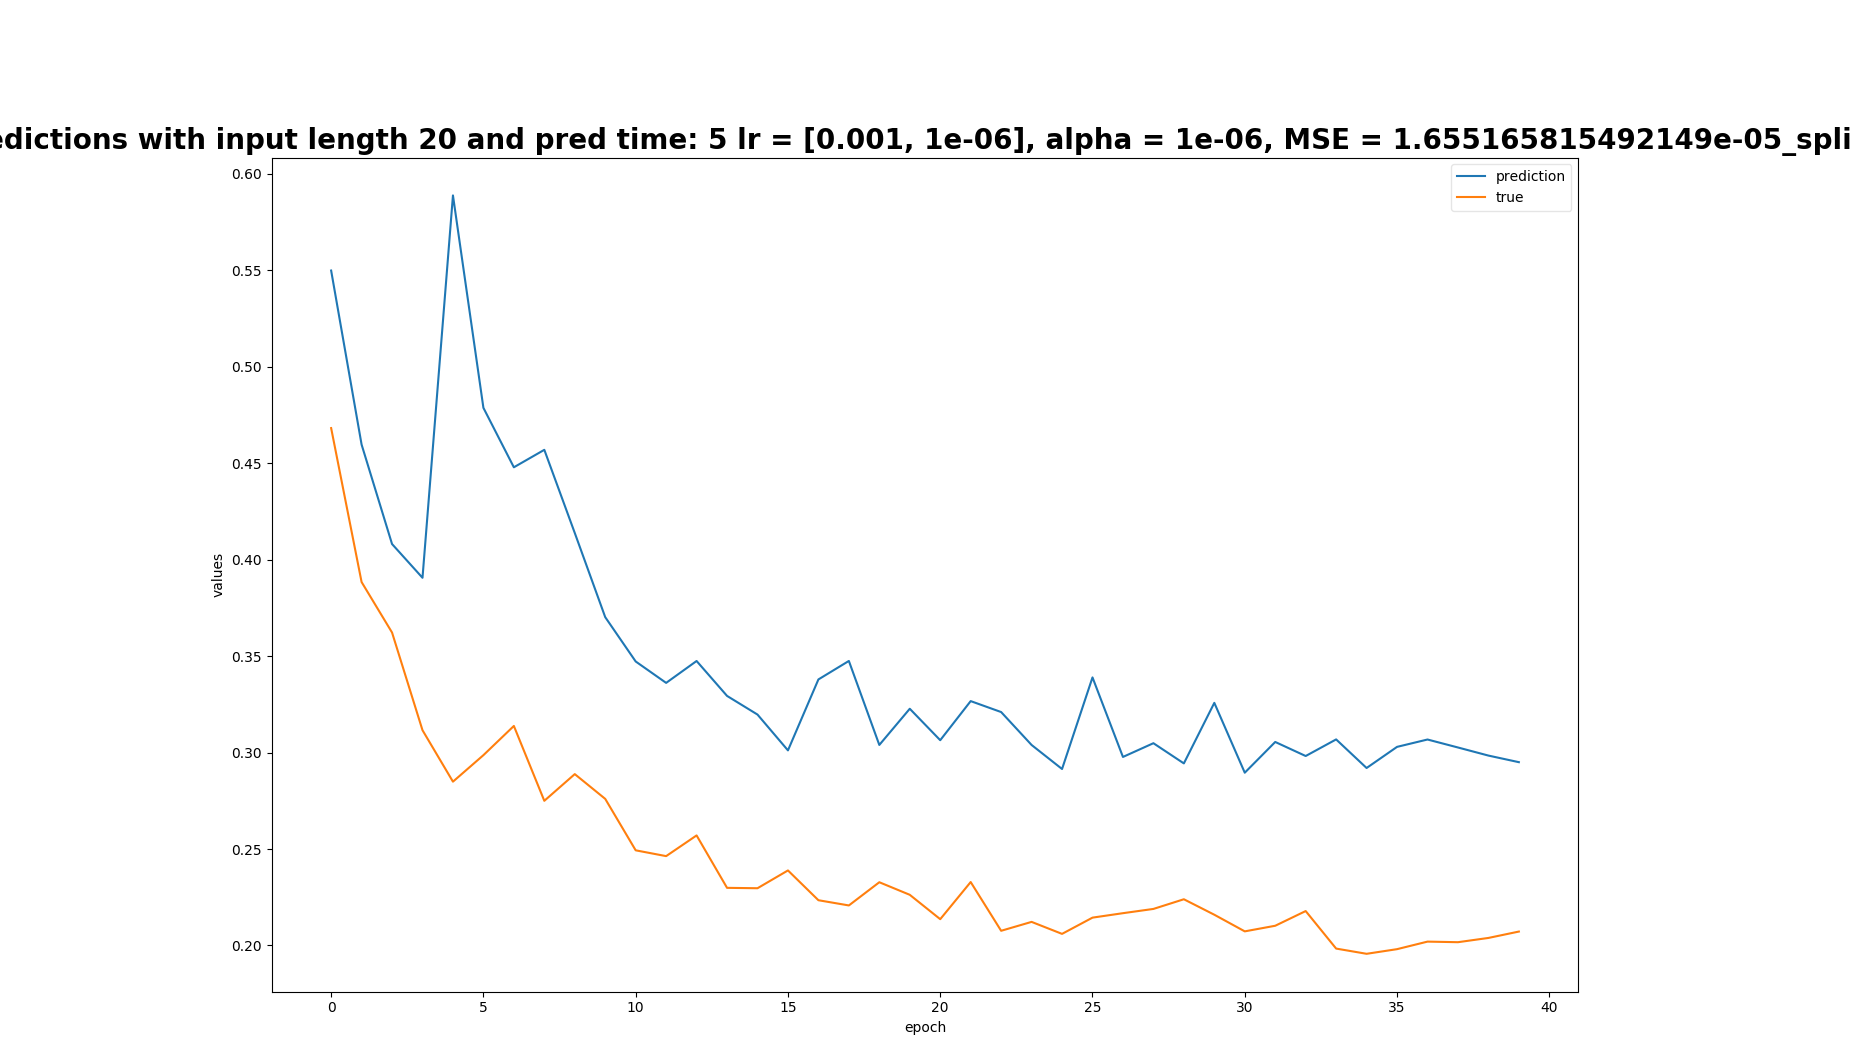 with input length 20 and pred time: 5 lr = [0.001, 1e-06], alpha = 1e-06, MSE = 1.655165815492149e-05
prediction
true
0.60
0.55
0.50
0.45
0.40
0.35
0.30
0.25
0.20
values
0 5 10 15 20 25 30 35 40
epoch